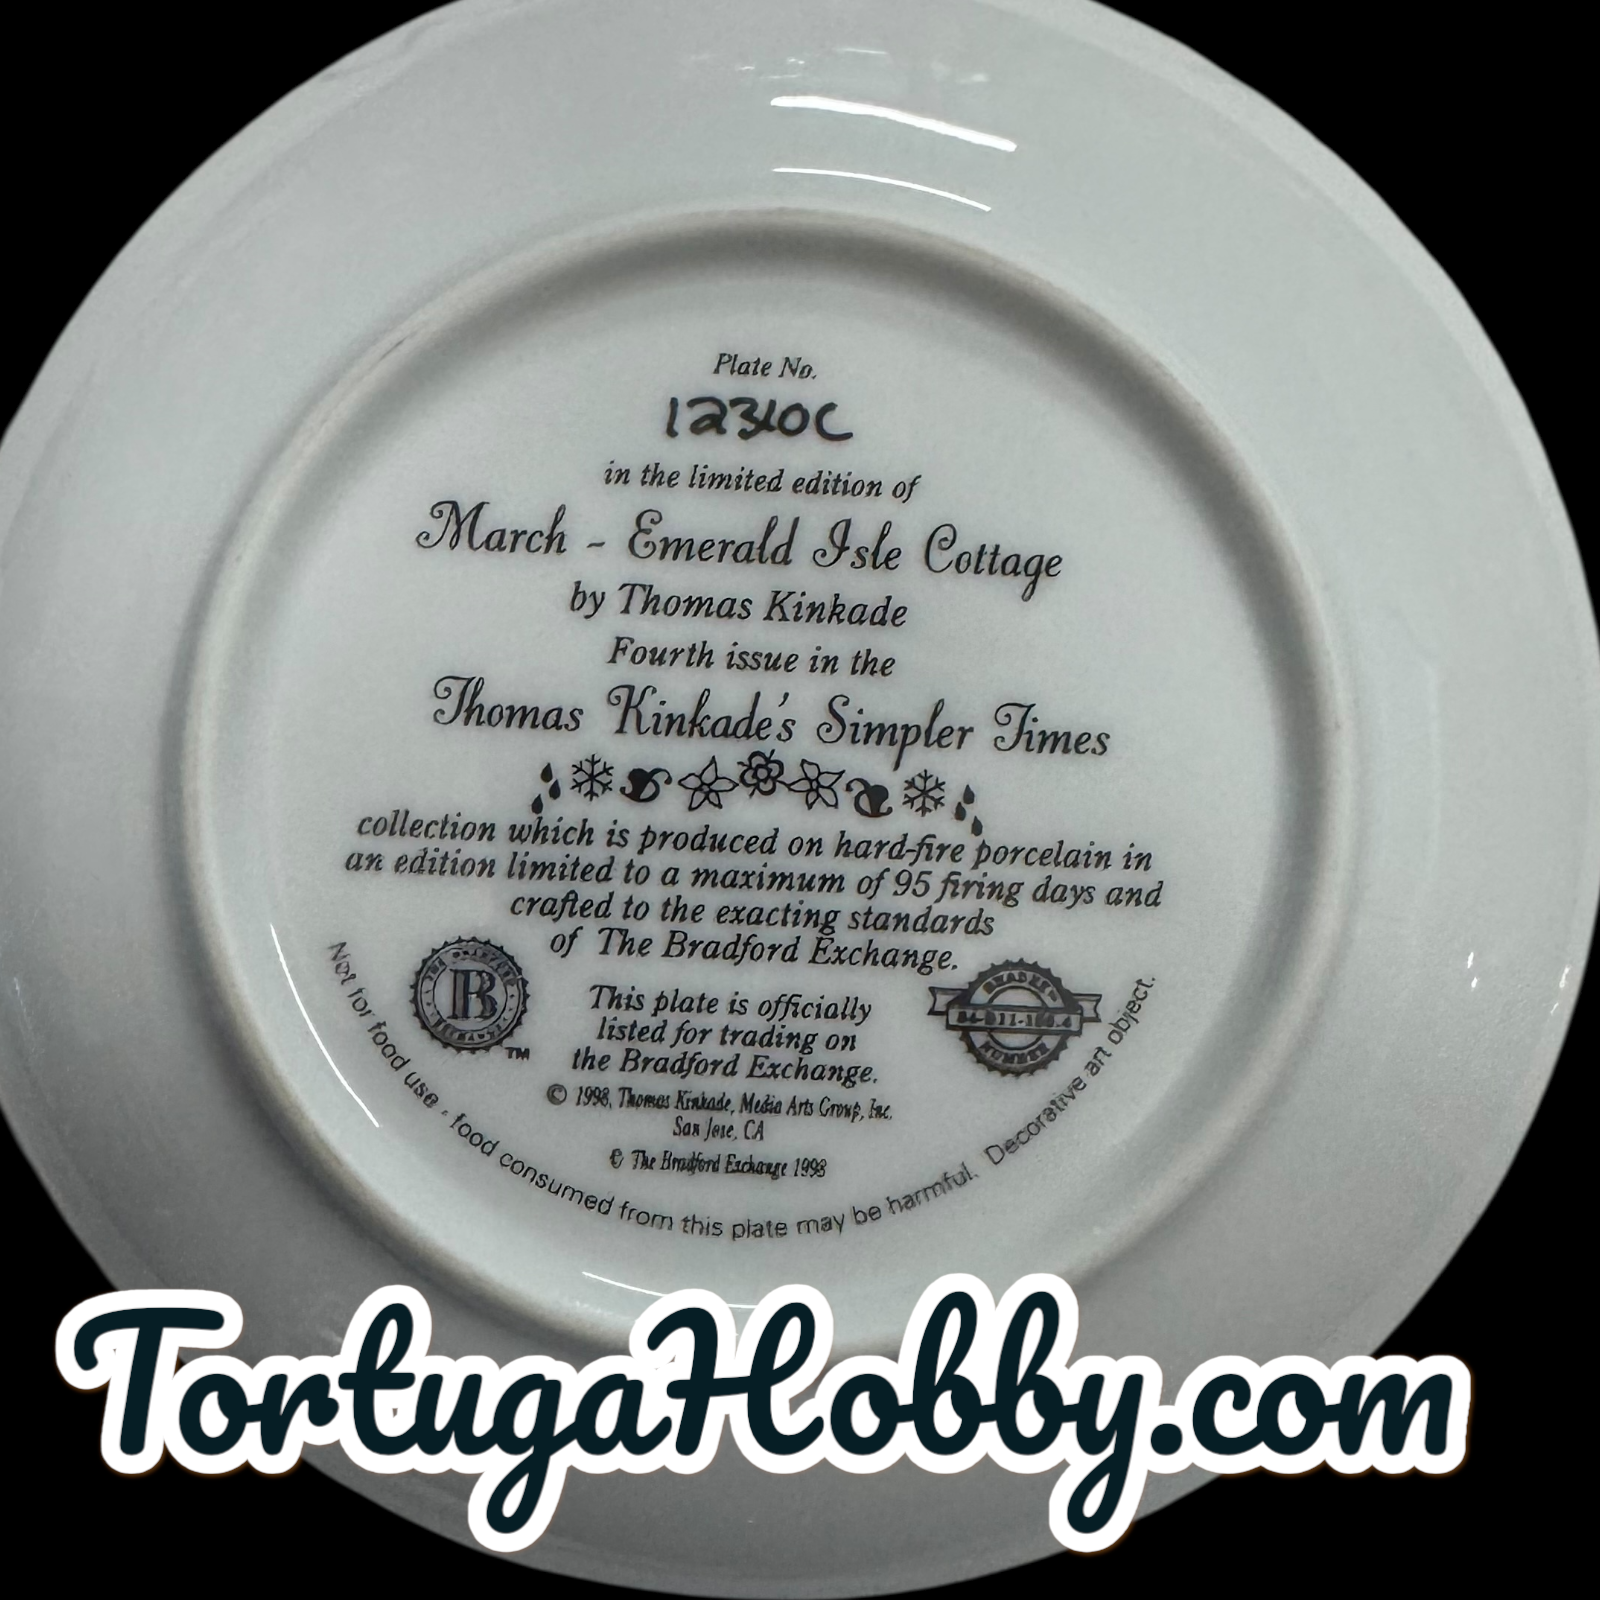 Plate No.
12310C
in the limited edition of
March - Emerald Isle Cottage
by Thomas Kinkade
Fourth issue in the
Thomas Kinkade's Simpler Times
collection which is produced on hard-fire porcelain in
an edition limited to a maximum of 95 firing days and
crafted to the exacting standards
of The Bradford Exchange.
B
TM
This plate is officially
listed for trading on
the Bradford Exchange.
NUMBER
© 1998, Thomas Kinkade, Media Arts Group, Inc.
San Jose, CA
© The Bradford Exchange 1998
Not for food use - food consumed from this plate may be harmful. Decorative art object.
TortugaHobby.com